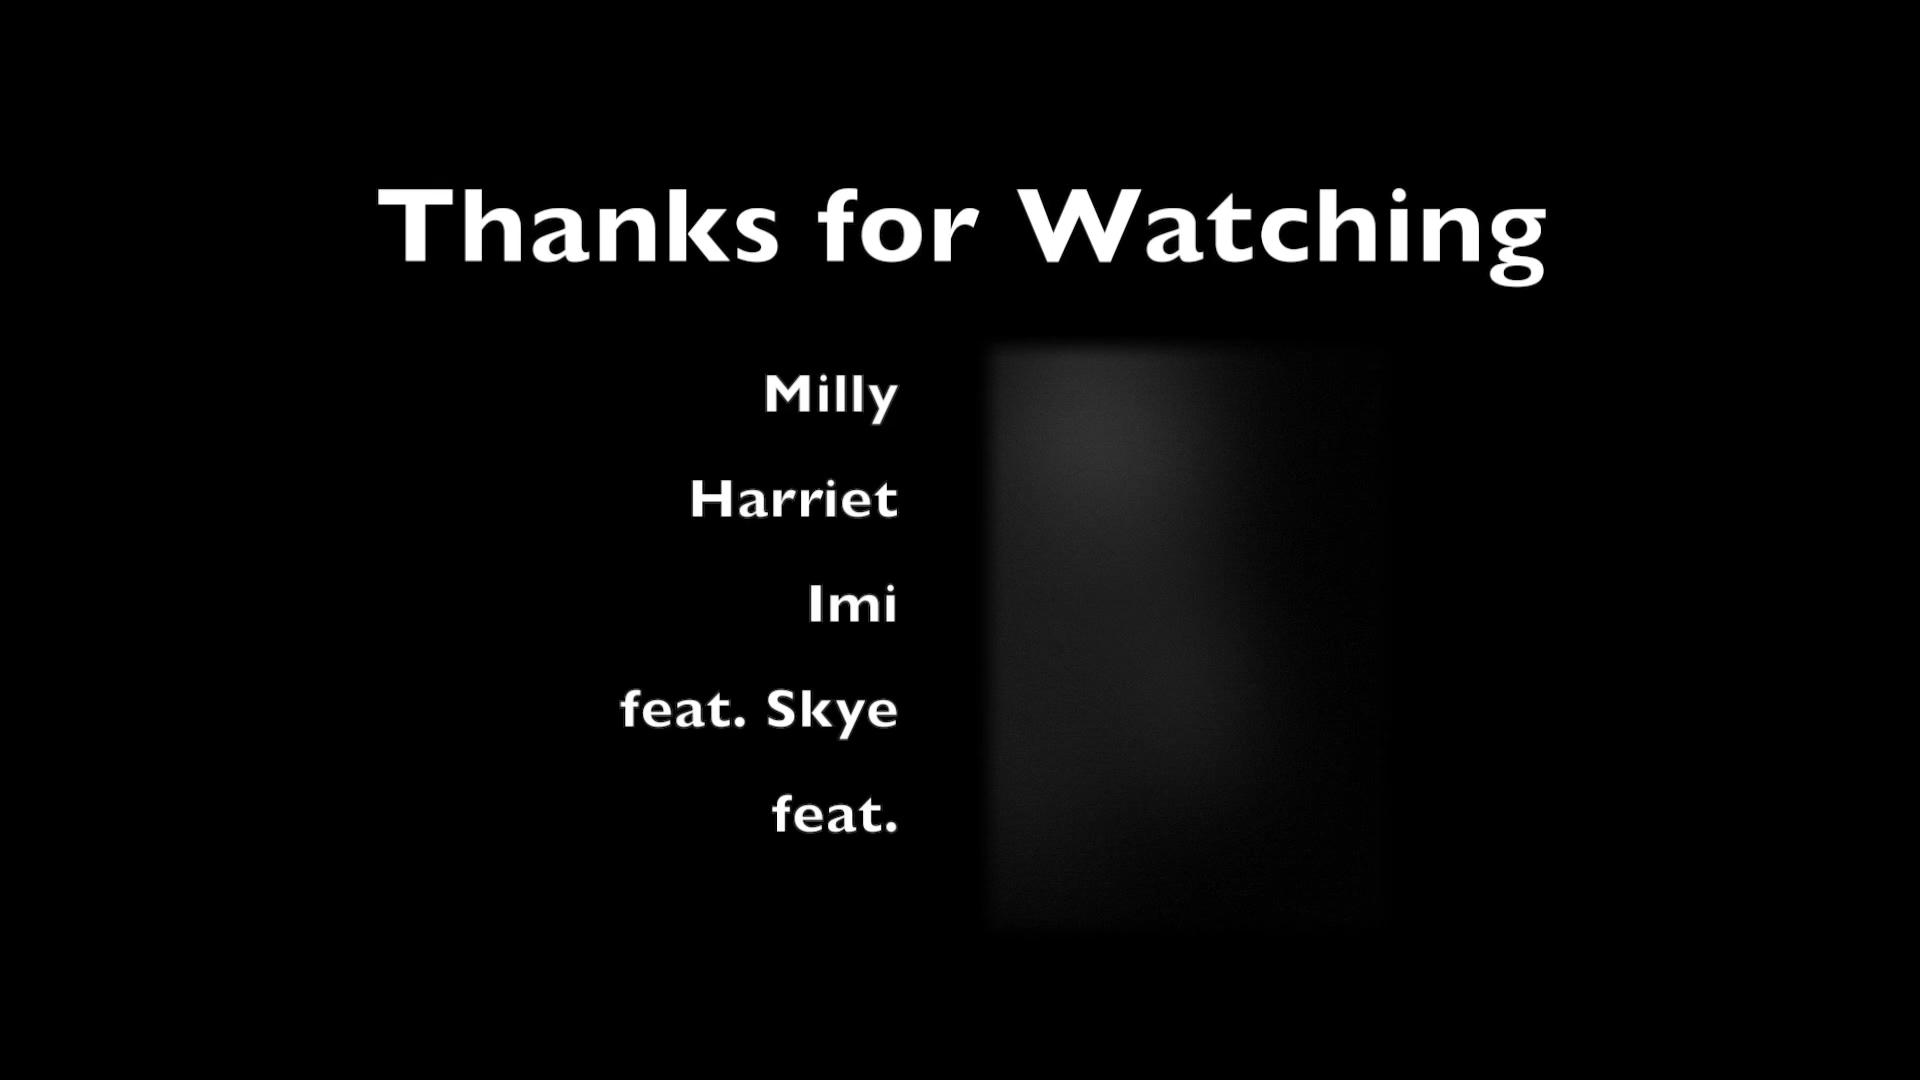 Thanks for Watching
Milly
Harriet
Imi
feat. Skye
feat.